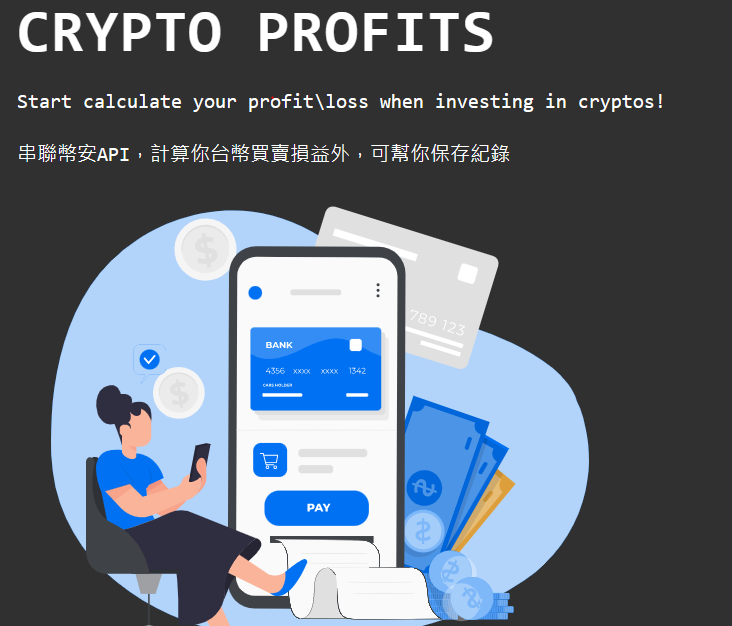 CRYPTO PROFITS
Start calculate your profit\loss when investing in cryptos!
串聯幣安API，計算你台幣買賣損益外，可幫你保存紀錄
789 123
BANK
4356 xxxx xxxx 1342
CARS HOLDER
PAY